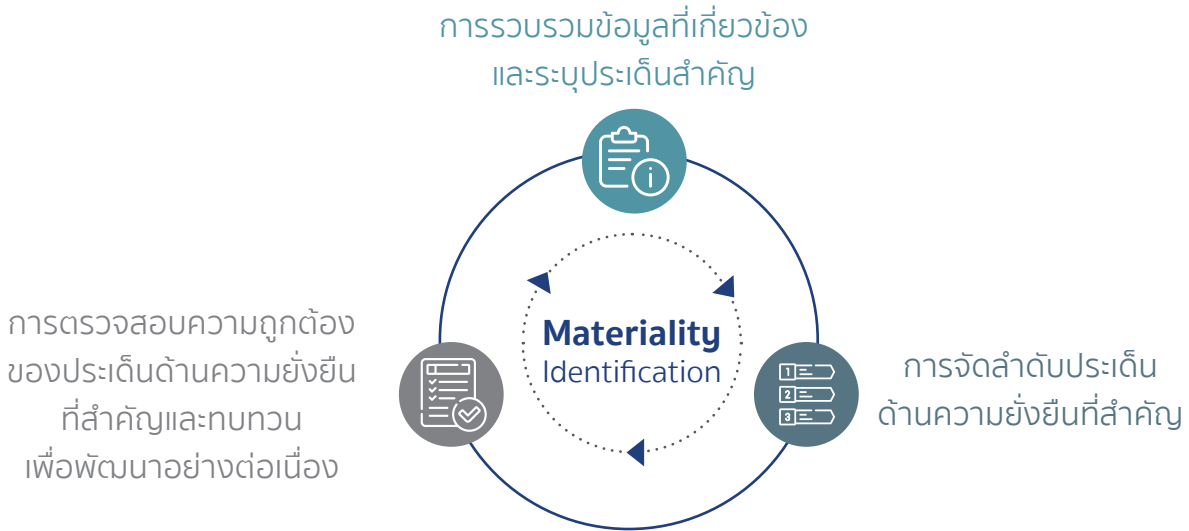 การรวบรวมข้อมูลที่เกี่ยวข้อง
และระบุประเด็นสำคัญ
i
Materiality
Identification
1
2
3
การจัดลำดับประเด็น
ด้านความยั่งยืนที่สำคัญ
การตรวจสอบความถูกต้อง
ของประเด็นด้านความยั่งยืน
ที่สำคัญและทบทวน
เพื่อพัฒนาอย่างต่อเนื่อง